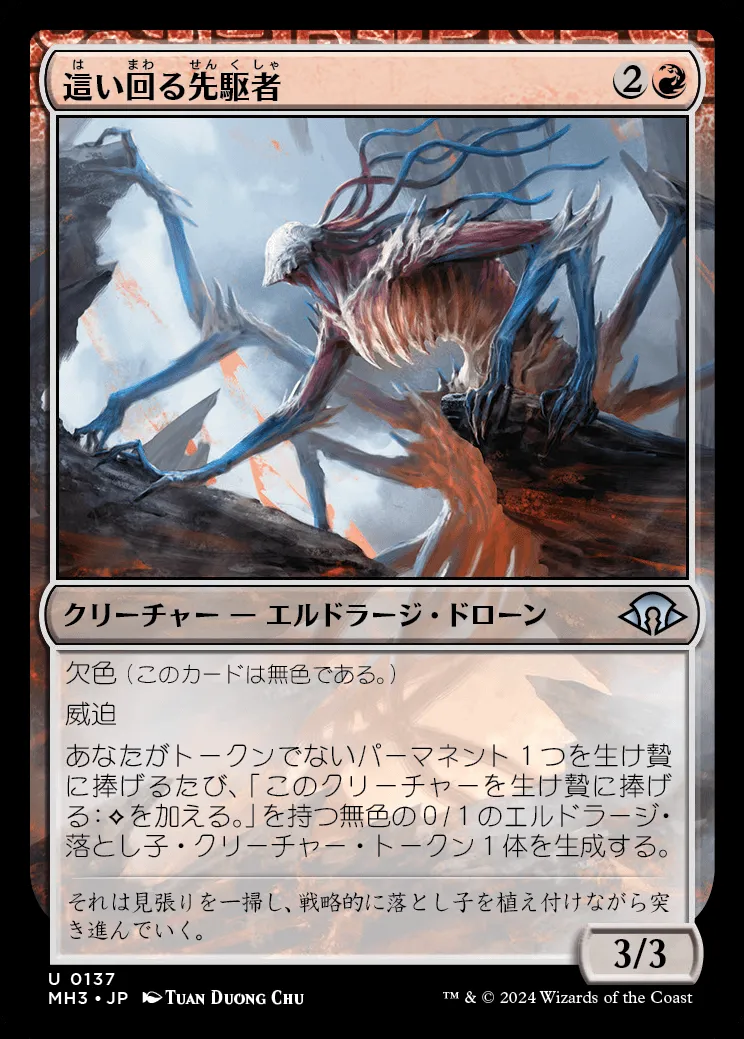 這い回る先駆者
2
クリーチャー — エルドラージ・ドローン
欠色（このカードは無色である。）
威迫
あなたがトークンでないパーマネント１つを生け贄
に捧げるたび、「このクリーチャーを生け贄に捧げ
る：◇を加える。」を持つ無色の０/１のエルドラージ・
落とし子・クリーチャー・トークン１体を生成する。
それは見張りを一掃し、戦略的に落とし子を植え付けながら突
き進んでいく。
3/3
U 0137
MH3 • JP Tuan Duong Chu
™ & © 2024 Wizards of the Coast